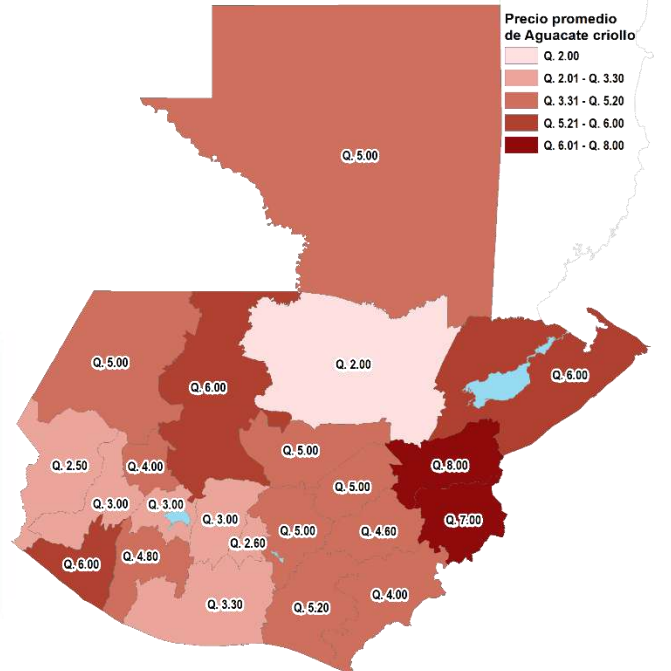 Precio promedio
de Aguacate criollo
Q. 2.00
Q. 2.01 - Q. 3.30
Q. 3.31 - Q. 5.20
Q. 5.21 - Q. 6.00
Q. 6.01 - Q. 8.00
Q. 5.00
Q. 5.00
Q. 6.00
Q. 2.00
Q. 6.00
Q. 2.50
Q. 4.00
Q. 5.00
Q. 8.00
Q. 3.00
Q. 3.00
Q. 3.00
Q. 5.00
Q. 7.00
Q. 6.00
Q. 4.80
Q. 2.60
Q. 5.00
Q. 4.60
Q. 3.30
Q. 5.20
Q. 4.00